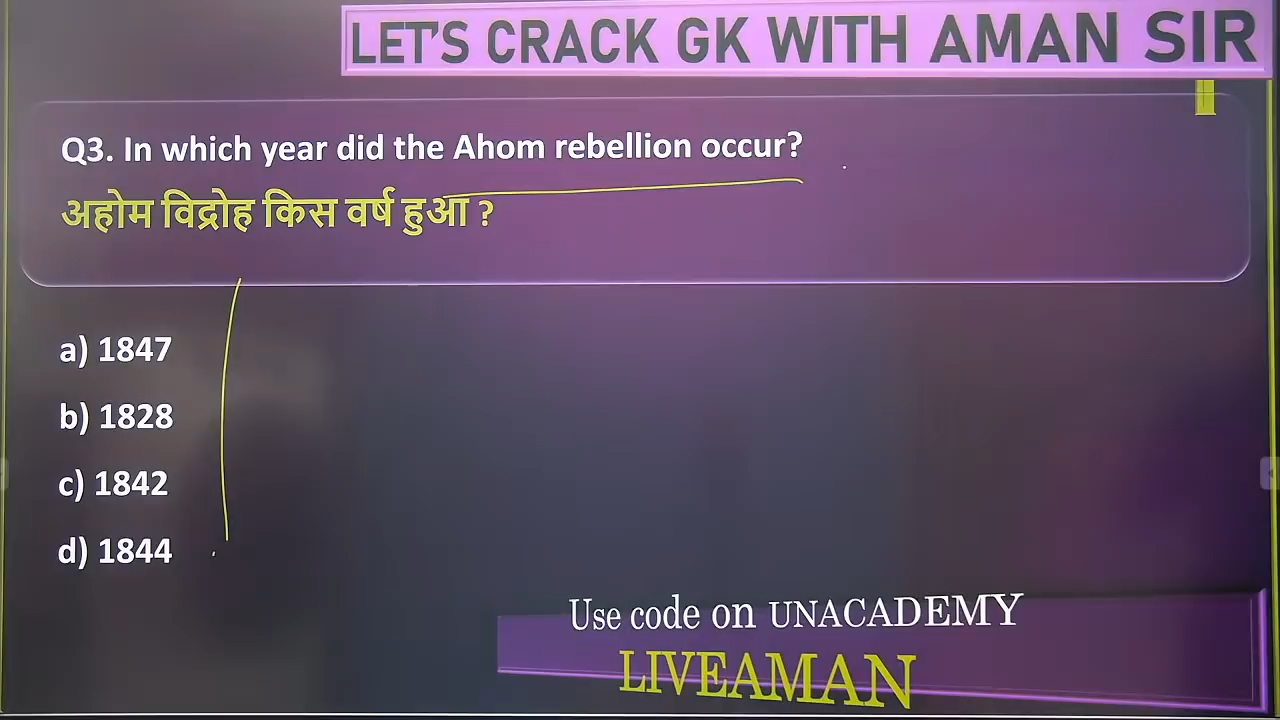 LET'S CRACK GK WITH AMAN SIR
Q3. In which year did the Ahom rebellion occur?
अहोम विद्रोह किस वर्ष हुआ ?
a) 1847
b) 1828
c) 1842
d) 1844
Use code on UNACADEMY
LIVEAMAN